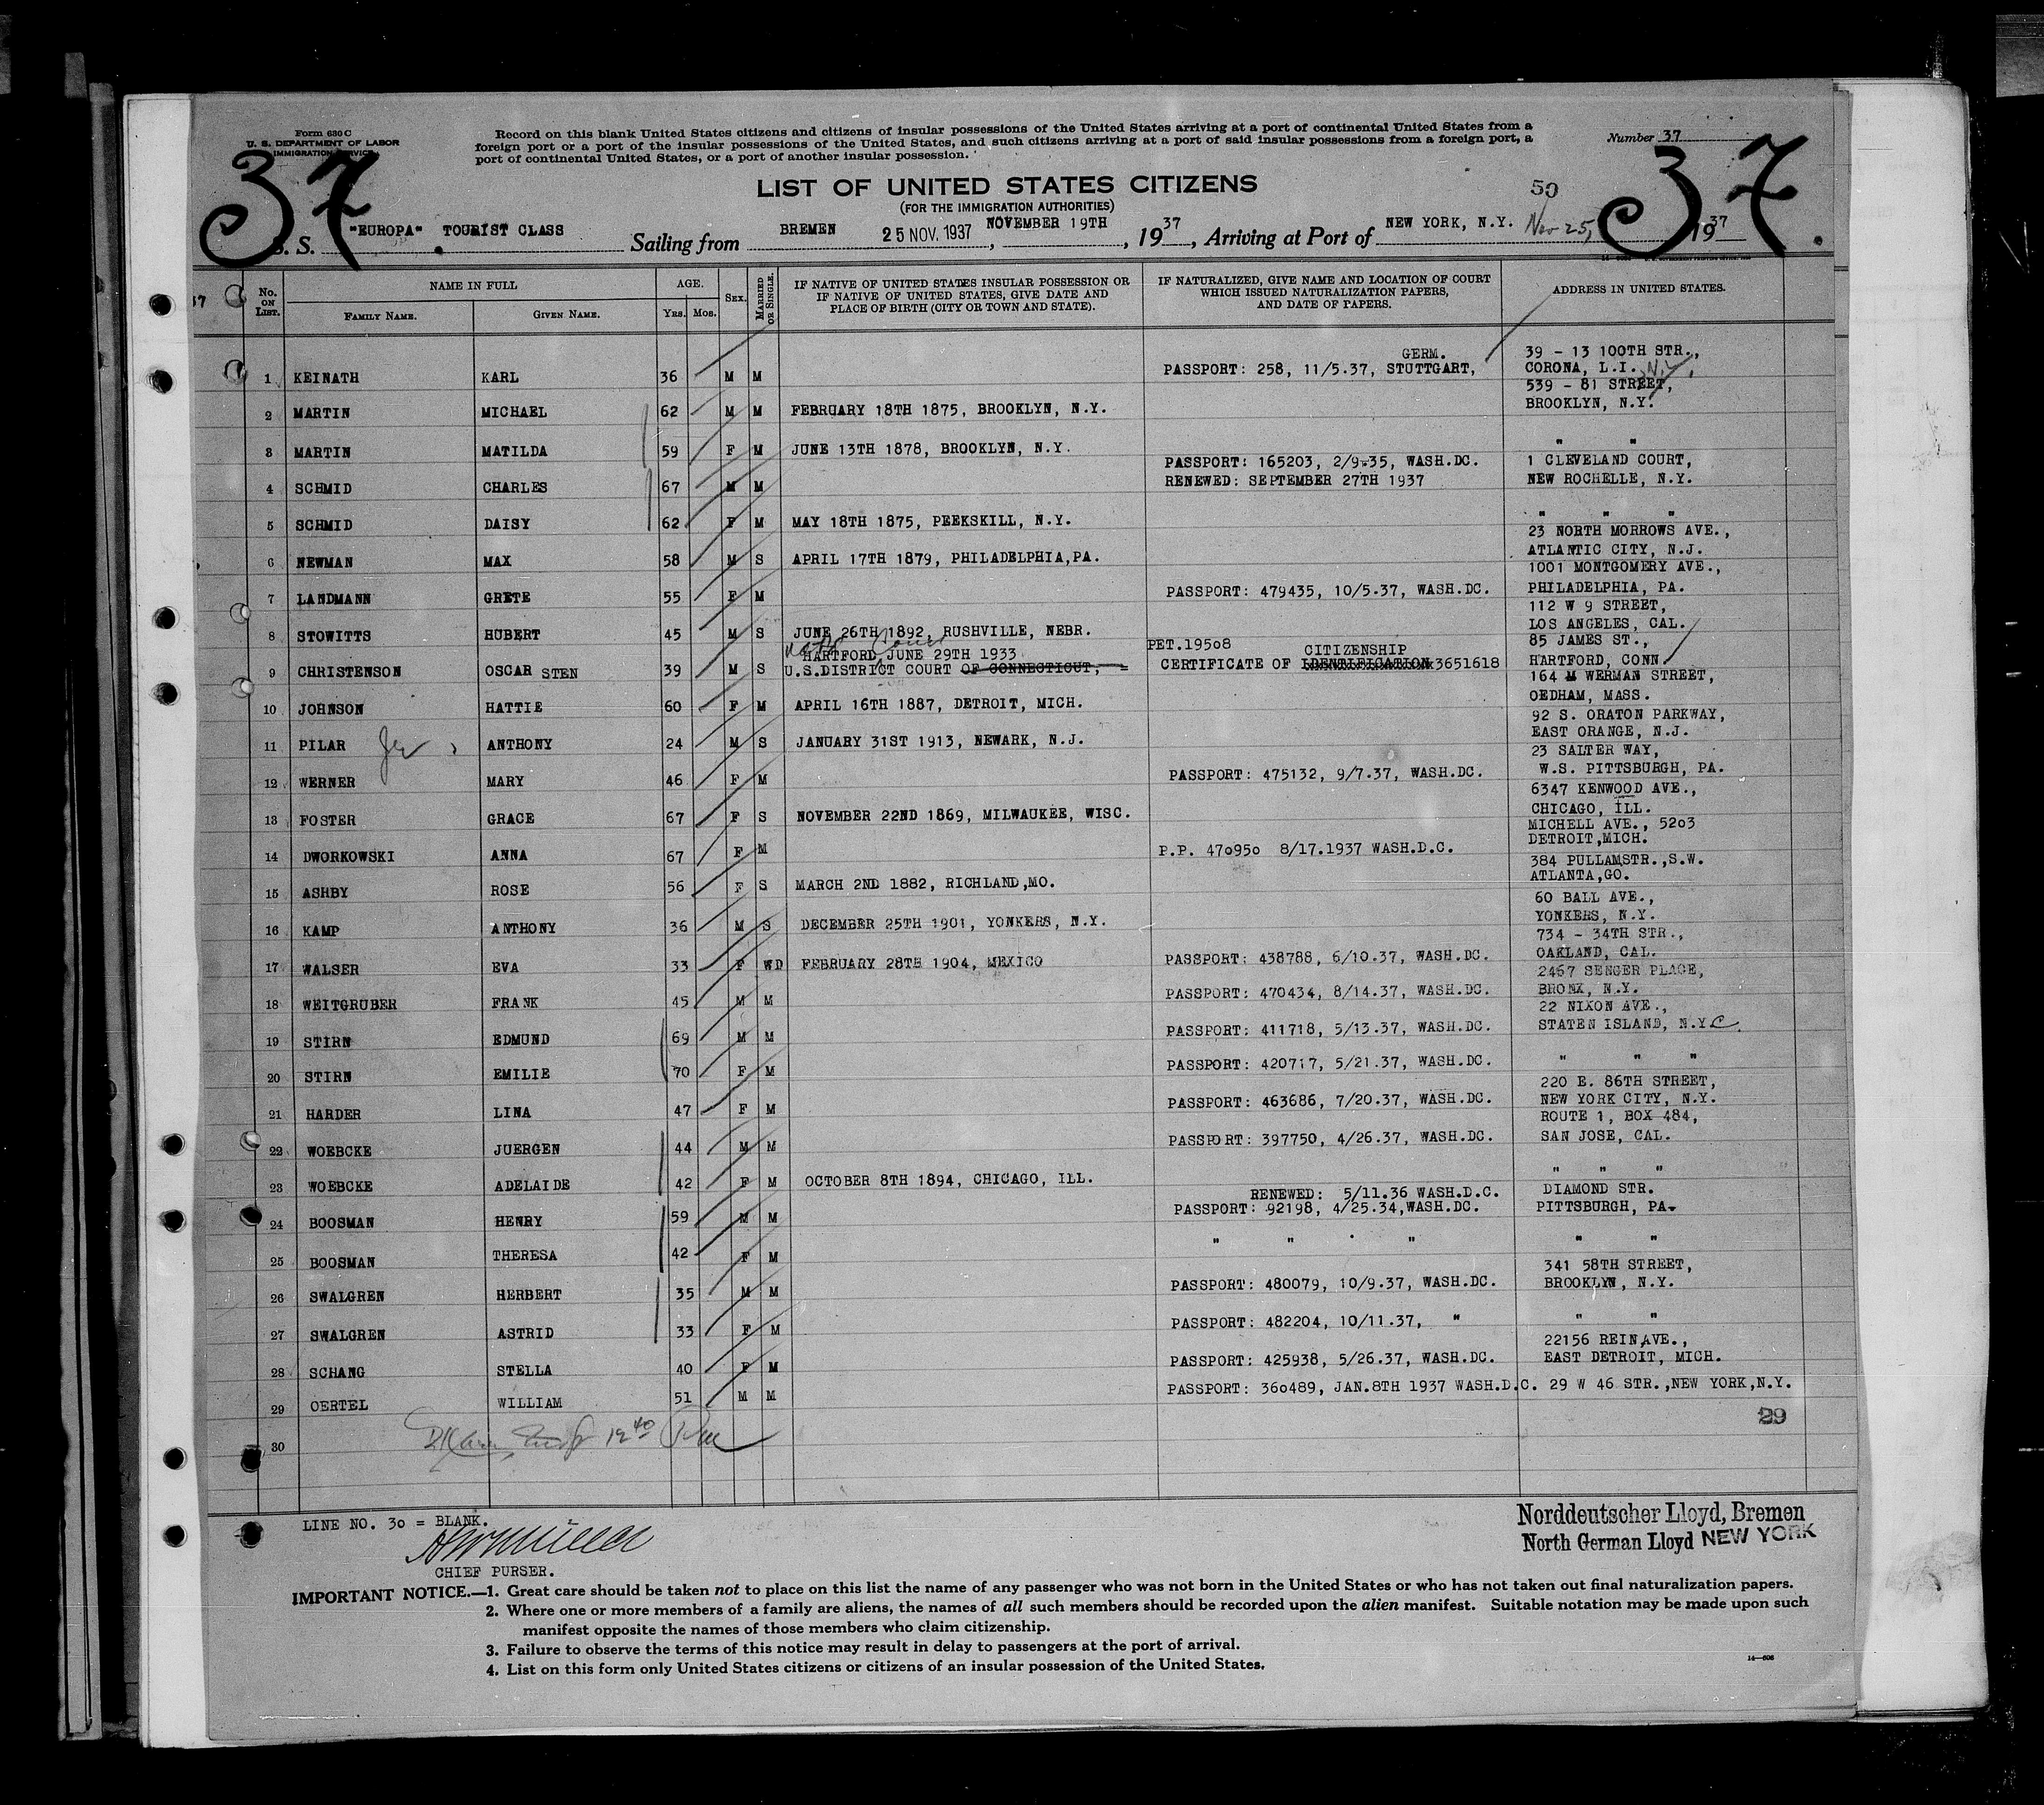 Form 630 C
U. S. DEPARTMENT OF LABOR
IMMIGRATION SERVICE
Record on this blank United States citizens and citizens of insular possessions of the United States arriving at a port of continental United States from a
foreign port or a port of the insular possessions of the United States, and such citizens arriving at a port of said insular possessions from a foreign port, a
port of continental United States, or a port of another insular possession.
Number 37
37 37
LIST OF UNITED STATES CITIZENS
(FOR THE IMMIGRATION AUTHORITIES)
50
S. S. "EUROPA" TOURIST CLASS Sailing from BREMEN 25 NOV. 1937, NOVEMBER 19TH, 1937, Arriving at Port of NEW YORK, N.Y. Nov 25, 1937
37
No. ON LIST. NAME IN FULL FAMILY NAME. GIVEN NAME. AGE. Yrs. Mos. SEX. MARRIED OR SINGLE. IF NATIVE OF UNITED STATES INSULAR POSSESSION OR IF NATIVE OF UNITED STATES, GIVE DATE AND PLACE OF BIRTH (CITY OR TOWN AND STATE). IF NATURALIZED, GIVE NAME AND LOCATION OF COURT WHICH ISSUED NATURALIZATION PAPERS, AND DATE OF PAPERS. ADDRESS IN UNITED STATES.
1 KEINATH KARL 36 M M PASSPORT: 258, 11/5.37, STUTTGART, GERM. 39 - 13 100TH STR., CORONA, L.I. N.Y.
2 MARTIN MICHAEL 62 M M FEBRUARY 18TH 1875, BROOKLYN, N.Y. 539 - 81 STREET, BROOKLYN, N.Y.
3 MARTIN MATILDA 59 F M JUNE 13TH 1878, BROOKLYN, N.Y. " "
4 SCHMID CHARLES 67 M M PASSPORT: 165203, 2/9.35, WASH.DC. RENEWED: SEPTEMBER 27TH 1937 1 CLEVELAND COURT, NEW ROCHELLE, N.Y.
5 SCHMID DAISY 62 F M MAY 18TH 1875, PEEKSKILL, N.Y. " " "
6 NEWMAN MAX 58 M S APRIL 17TH 1879, PHILADELPHIA,PA. 23 NORTH MORROWS AVE., ATLANTIC CITY, N.J.
7 LANDMANN GRETE 55 F M PASSPORT: 479435, 10/5.37, WASH.DC. 1001 MONTGOMERY AVE., PHILADELPHIA, PA.
8 STOWITTS HUBERT 45 M S JUNE 26TH 1892, RUSHVILLE, NEBR. 112 W 9 STREET, LOS ANGELES, CAL.
9 CHRISTENSON OSCAR STEN 39 M S HARTFORD JUNE 29TH 1933 U.S.DISTRICT COURT OF CONNECTICUT, PET.19508 CERTIFICATE OF IDENTIFICATION CITIZENSHIP 3651618 85 JAMES ST., HARTFORD, CONN
10 JOHNSON HATTIE 60 F M APRIL 16TH 1887, DETROIT, MICH. 164 M WERMAN STREET, OEDHAM, MASS.
11 PILAR ANTHONY 24 M S JANUARY 31ST 1913, NEWARK, N.J. 92 S. ORATON PARKWAY, EAST ORANGE, N.J.
12 WERNER MARY 46 F M PASSPORT: 475132, 9/7.37, WASH.DC. 23 SALTER WAY, W.S. PITTSBURGH, PA.
13 FOSTER GRACE 67 F S NOVEMBER 22ND 1869, MILWAUKEE, WISC. 6347 KENWOOD AVE., CHICAGO, ILL.
14 DWORKOWSKI ANNA 67 F M P.P. 470950 8/17.1937 WASH.D.C. MICHELL AVE., 5203 DETROIT,MICH.
15 ASHBY ROSE 56 F S MARCH 2ND 1882, RICHLAND,MO. 384 PULLAMSTR.,S.W. ATLANTA,GO.
16 KAMP ANTHONY 36 M S DECEMBER 25TH 1901, YONKERS, N.Y. 60 BALL AVE., YONKERS, N.Y.
17 WALSER EVA 33 F WD FEBRUARY 28TH 1904, MEXICO PASSPORT: 438788, 6/10.37, WASH.DC. 734 - 34TH STR., OAKLAND, CAL.
18 WEITGRUBER FRANK 45 M M PASSPORT: 470434, 8/14.37, WASH.DC. 2467 SENGER PLACE, BRONX, N.Y.
19 STIRN EDMUND 69 M M PASSPORT: 411718, 5/13.37, WASH.DC. 22 NIXON AVE., STATEN ISLAND, N.Y.C.
20 STIRN EMILIE 70 F M PASSPORT: 420717, 5/21.37, WASH.DC. " " "
21 HARDER LINA 47 F M PASSPORT: 463686, 7/20.37, WASH.DC. 220 E. 86TH STREET, NEW YORK CITY, N.Y.
22 WOEBCKE JUERGEN 44 M M PASSPORT: 397750, 4/26.37, WASH.DC. ROUTE 1, BOX 484, SAN JOSE, CAL.
23 WOEBCKE ADELAIDE 42 F M OCTOBER 8TH 1894, CHICAGO, ILL. " " "
24 BOOSMAN HENRY 59 M M RENEWED: 5/11.36 WASH.D.C. PASSPORT: 92198, 4/25.34,WASH.DC. DIAMOND STR. PITTSBURGH, PA.
25 BOOSMAN THERESA 42 F M " " " " " "
26 SWALGREN HERBERT 35 M M PASSPORT: 480079, 10/9.37, WASH.DC. 341 58TH STREET, BROOKLYN, N.Y.
27 SWALGREN ASTRID 33 F M PASSPORT: 482204, 10/11.37, " " "
28 SCHANG STELLA 40 F M PASSPORT: 425938, 5/26.37, WASH.DC. 22156 REIN AVE., EAST DETROIT, MICH.
29 OERTEL WILLIAM 51 M M PASSPORT: 360489, JAN.8TH 1937 WASH.D.C. 29 W 46 STR.,NEW YORK,N.Y.
29
30
LINE NO. 30 = BLANK.
CHIEF PURSER.
Norddeutscher Lloyd, Bremen
North German Lloyd NEW YORK
IMPORTANT NOTICE.—1. Great care should be taken not to place on this list the name of any passenger who was not born in the United States or who has not taken out final naturalization papers.
2. Where one or more members of a family are aliens, the names of all such members should be recorded upon the alien manifest. Suitable notation may be made upon such
manifest opposite the names of those members who claim citizenship.
3. Failure to observe the terms of this notice may result in delay to passengers at the port of arrival.
4. List on this form only United States citizens or citizens of an insular possession of the United States.
14—606